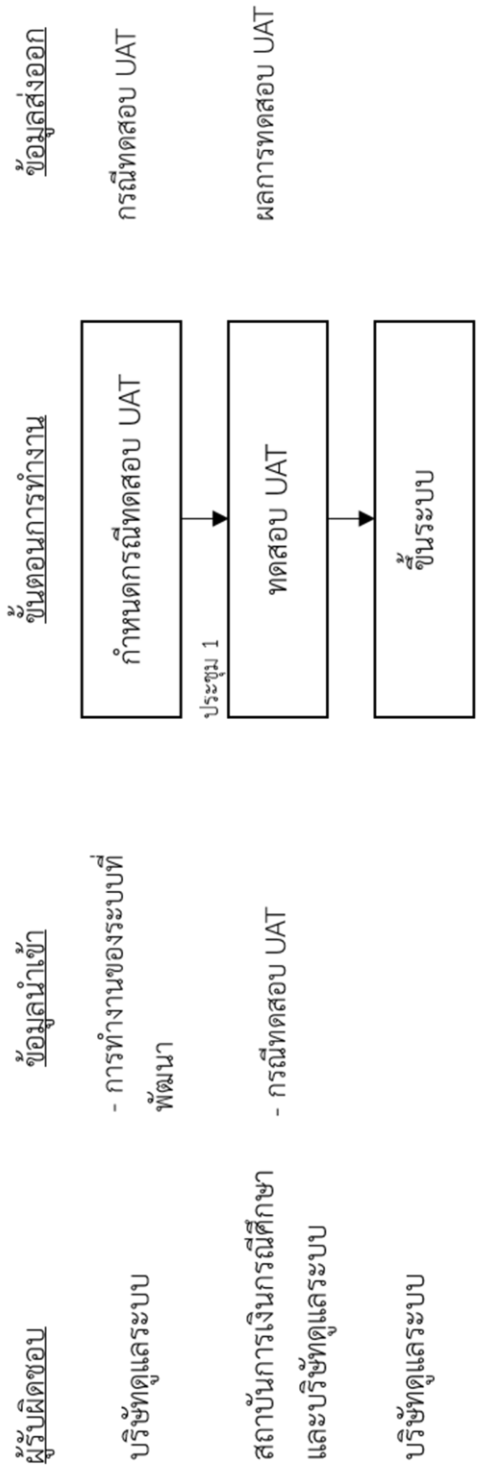 ผู้รับผิดชอบ ข้อมูลนำเข้า ขั้นตอนการทำงาน ข้อมูลส่งออก
บริษัทดูแลระบบ - การทำงานของระบบที่ กำหนดกรณีทดสอบ UAT กรณีทดสอบ UAT
พัฒนา
ประชุม 1
สถาบันการเงินกรณีศึกษา - กรณีทดสอบ UAT ทดสอบ UAT ผลการทดสอบ UAT
และบริษัทดูแลระบบ
บริษัทดูแลระบบ ขึ้นระบบ